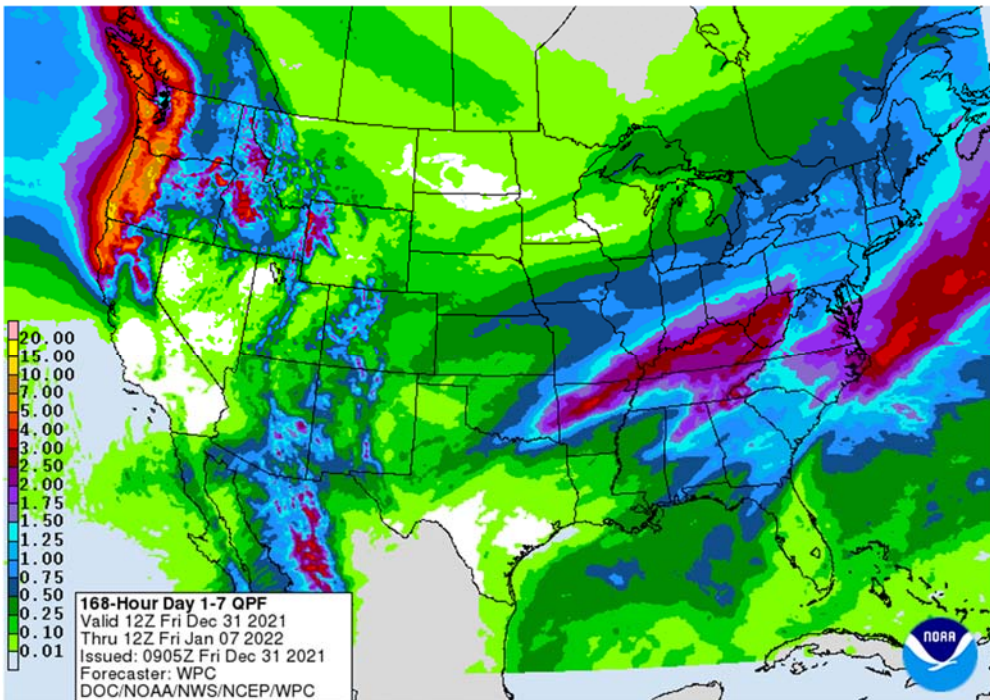 20.00
15.00
10.00
7.00
5.00
4.00
3.00
2.50
2.00
1.75
1.50
1.25
1.00
0.75
0.50
0.25
0.10
0.01
168-Hour Day 1-7 QPF
Valid 12Z Fri Dec 31 2021
Thru 12Z Fri Jan 07 2022
Issued: 0905Z Fri Dec 31 2021
Forecaster: WPC
DOC/NOAA/NWS/NCEP/WPC
NOAA